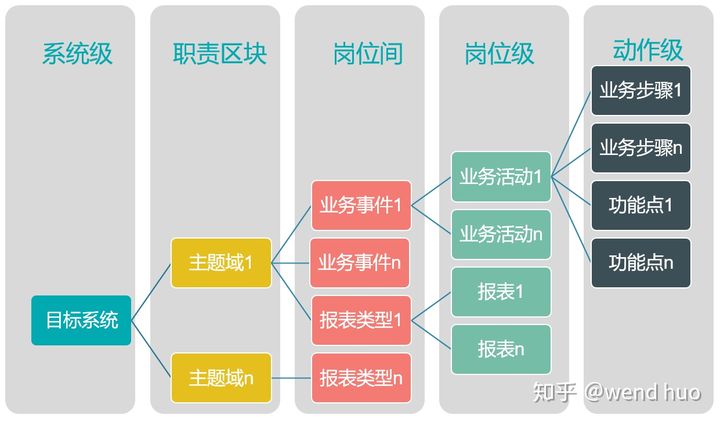 系统级
职责区块
岗位间
岗位级
动作级
业务步骤1
业务步骤n
功能点1
功能点n
业务活动1
业务活动n
报表1
报表n
业务事件1
业务事件n
报表类型1
报表类型n
主题域1
主题域n
目标系统
知乎 @wend huo